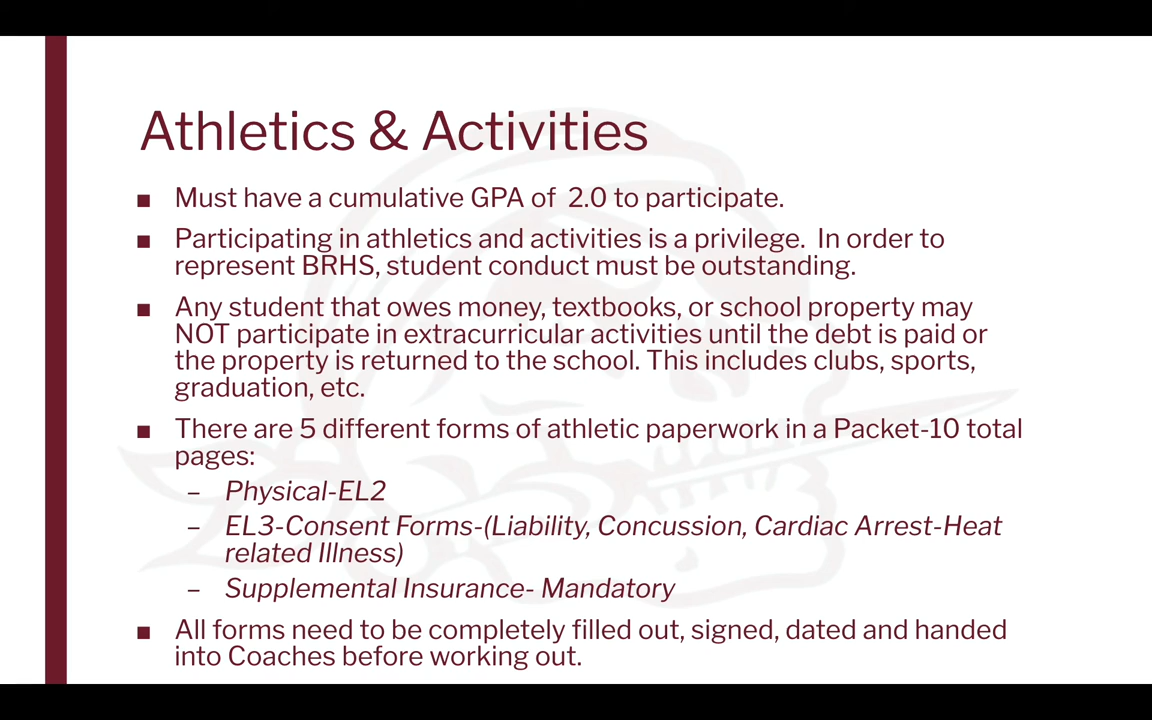 Athletics & Activities
■ Must have a cumulative GPA of  2.0 to participate.
■ Participating in athletics and activities is a privilege.  In order to
represent BRHS, student conduct must be outstanding.
■ Any student that owes money, textbooks, or school property may
NOT participate in extracurricular activities until the debt is paid or
the property is returned to the school. This includes clubs, sports,
graduation, etc.
■ There are 5 different forms of athletic paperwork in a Packet-10 total
pages:
– Physical-EL2
– EL3-Consent Forms-(Liability, Concussion, Cardiac Arrest-Heat
related Illness)
– Supplemental Insurance- Mandatory
■ All forms need to be completely filled out, signed, dated and handed
into Coaches before working out.